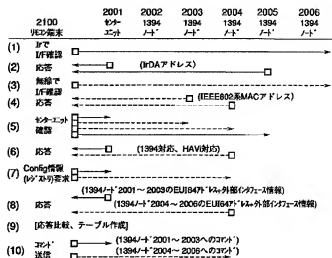 2100 2001 2002 2003 2004 2005 2006
リモコン端末 センター 1394 1394 1394 1394 1394
ユニット ノード ノード ノード ノード ノード
(1) Irで I/F確認
(2) 応答 (IrDAアドレス)
(3) 無線で I/F確認
(4) 応答 (IEEE802系MACアドレス)
(5) センターユニット 確認
(6) 応答 (1394対応、HAVi対応)
(7) Config情報 (レジストリ)要求
(1394ノード2001～2003のEUI64アドレス+外部インタフェース情報)
(8) 応答 (1394ノード2004～2006のEUI64アドレス+外部インタフェース情報)
(9) [応答比較、テーブル作成]
(10) コマンド 送信 (1394ノード2001～2003へのコマンド)
(1394ノード2004～2006へのコマンド)